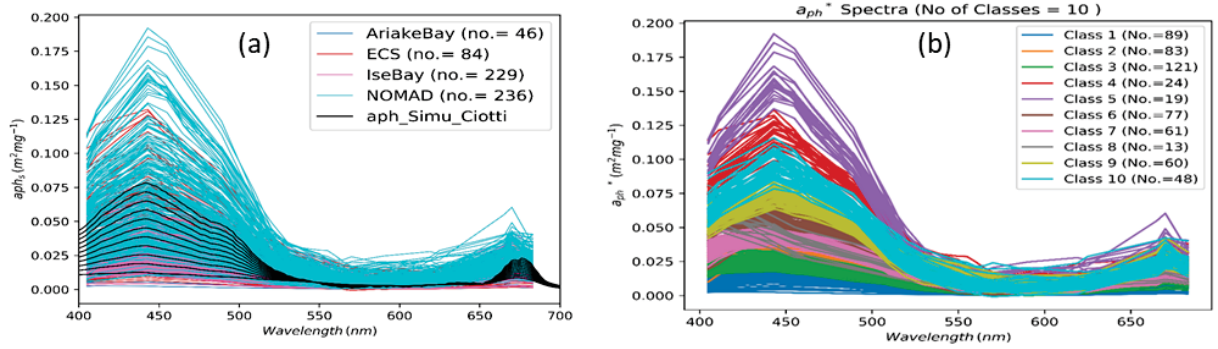 (a)
AriakeBay (no.= 46)
ECS (no.= 84)
IseBay (no.= 229)
NOMAD (no.= 236)
aph_Simu_Ciotti
0.200
0.175
0.150
0.125
0.100
0.075
0.050
0.025
0.000
aphs (m²mg⁻¹)
400
450
500
550
600
650
700
Wavelength (nm)
aph* Spectra (No of Classes = 10 )
(b)
Class 1 (No.=89)
Class 2 (No.=83)
Class 3 (No.=121)
Class 4 (No.=24)
Class 5 (No.=19)
Class 6 (No.=77)
Class 7 (No.=61)
Class 8 (No.=13)
Class 9 (No.=60)
Class 10 (No.=48)
0.200
0.175
0.150
0.125
0.100
0.075
0.050
0.025
0.000
aph* (m²mg⁻¹)
400
450
500
550
600
650
Wavelength (nm)